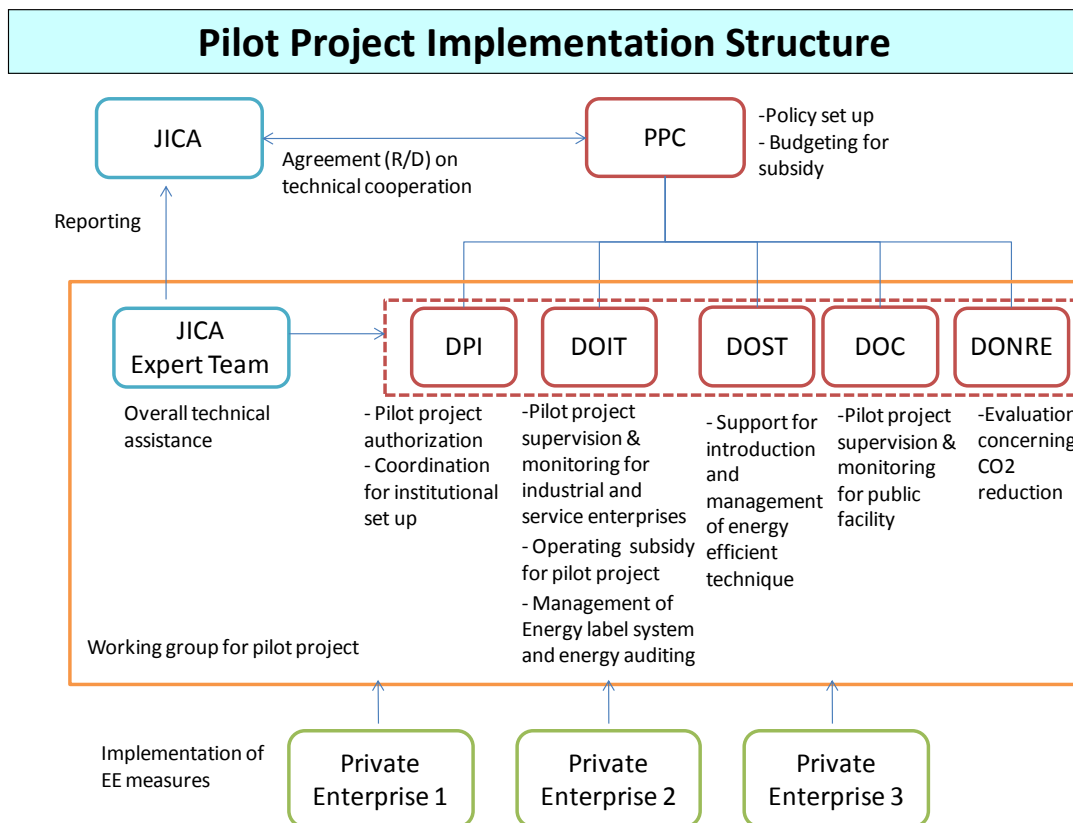 Pilot Project Implementation Structure
JICA
PPC
-Policy set up
- Budgeting for
subsidy
Agreement (R/D) on
technical cooperation
Reporting
JICA
Expert Team
DPI
DOIT
DOST
DOC
DONRE
Overall technical
assistance
- Pilot project
authorization
- Coordination
for institutional
set up
-Pilot project
supervision &
monitoring for
industrial and
service enterprises
- Operating subsidy
for pilot project
- Management of
Energy label system
and energy auditing
- Support for
introduction
and
management
of energy
efficient
technique
-Pilot project
supervision &
monitoring
for public
facility
-Evaluation
concerning
CO2
reduction
Working group for pilot project
Implementation of
EE measures
Private
Enterprise 1
Private
Enterprise 2
Private
Enterprise 3